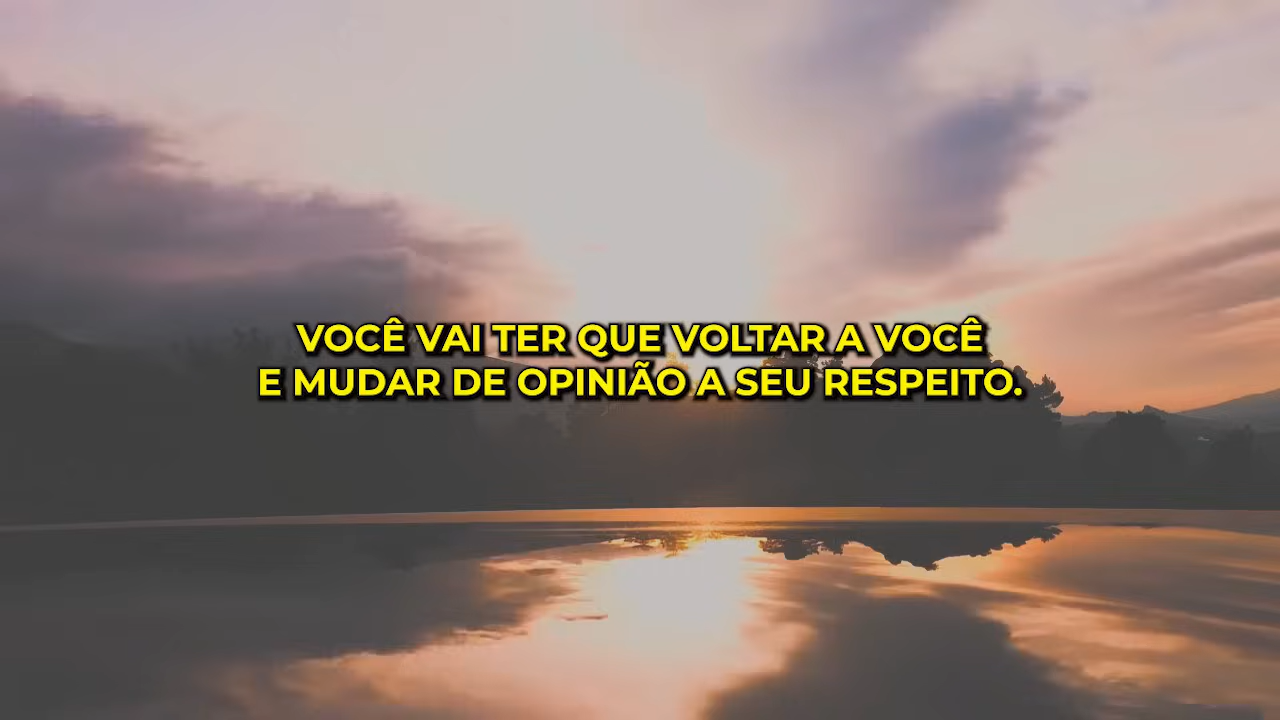 VOCÊ VAI TER QUE VOLTAR A VOCÊ
E MUDAR DE OPINIÃO A SEU RESPEITO.